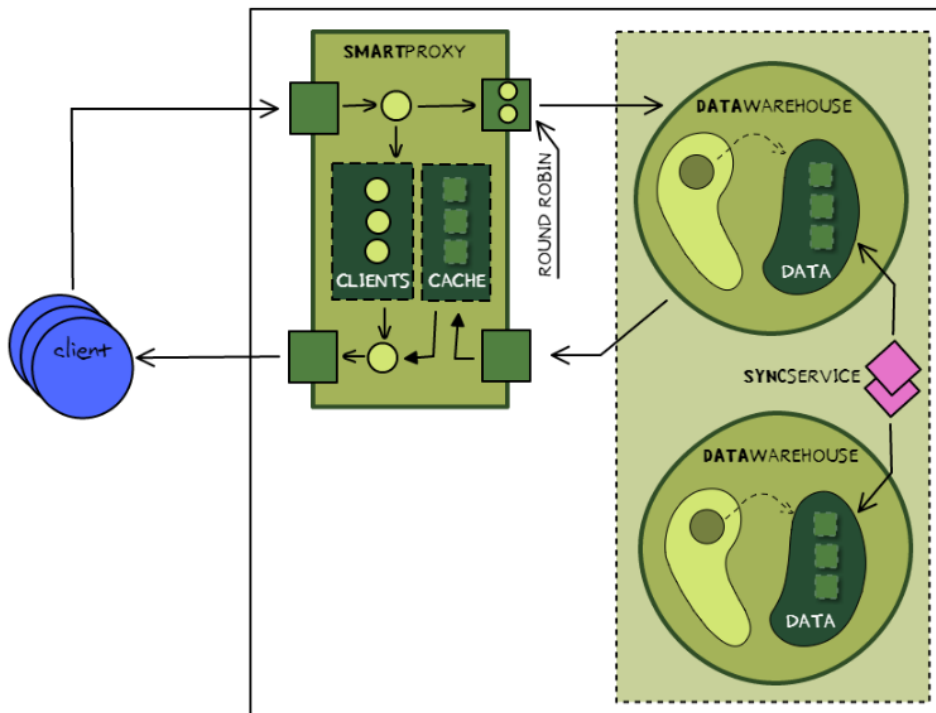 SMARTPROXY
DATAWAREHOUSE
ROUND ROBIN
CLIENTS
CACHE
DATA
client
SYNCSERVICE
DATAWAREHOUSE
DATA